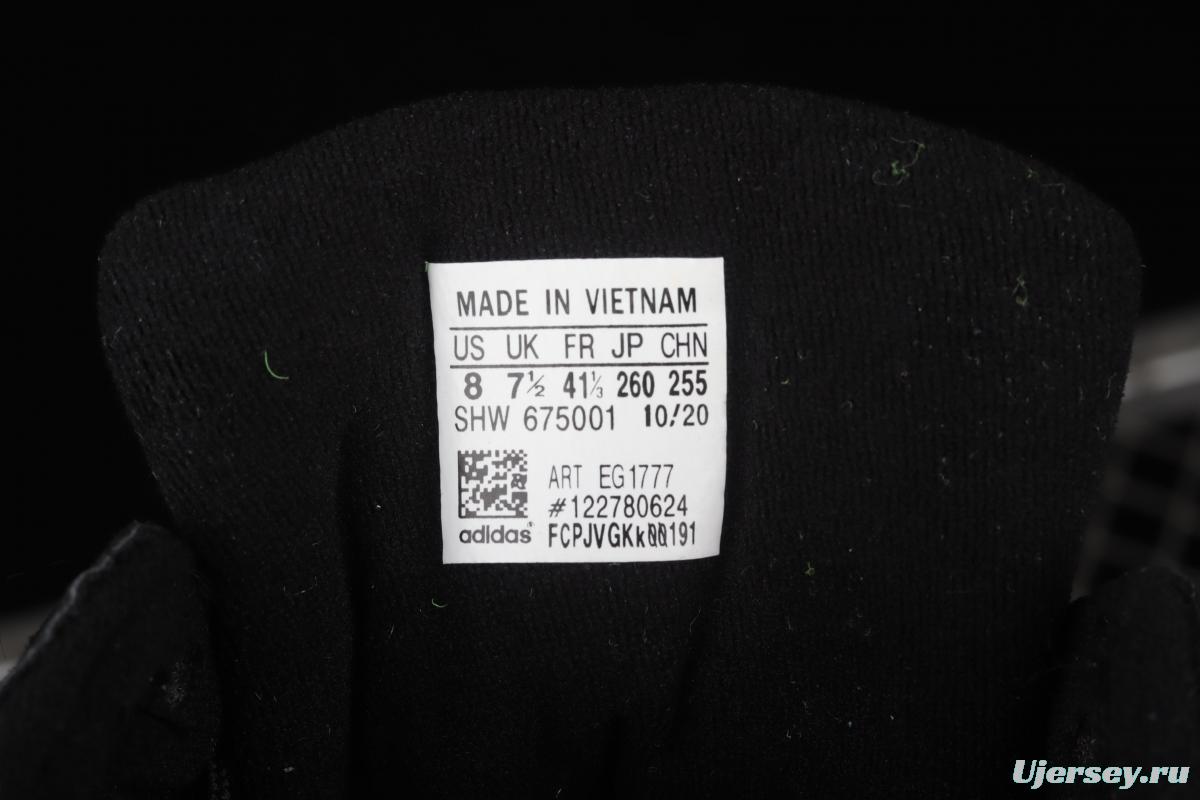 MADE IN VIETNAM
US UK FR JP CHN
8 7½ 41⅓ 260 255
SHW 675001 10/20
ART EG1777
#122780624
adidas
Ujersey.ru